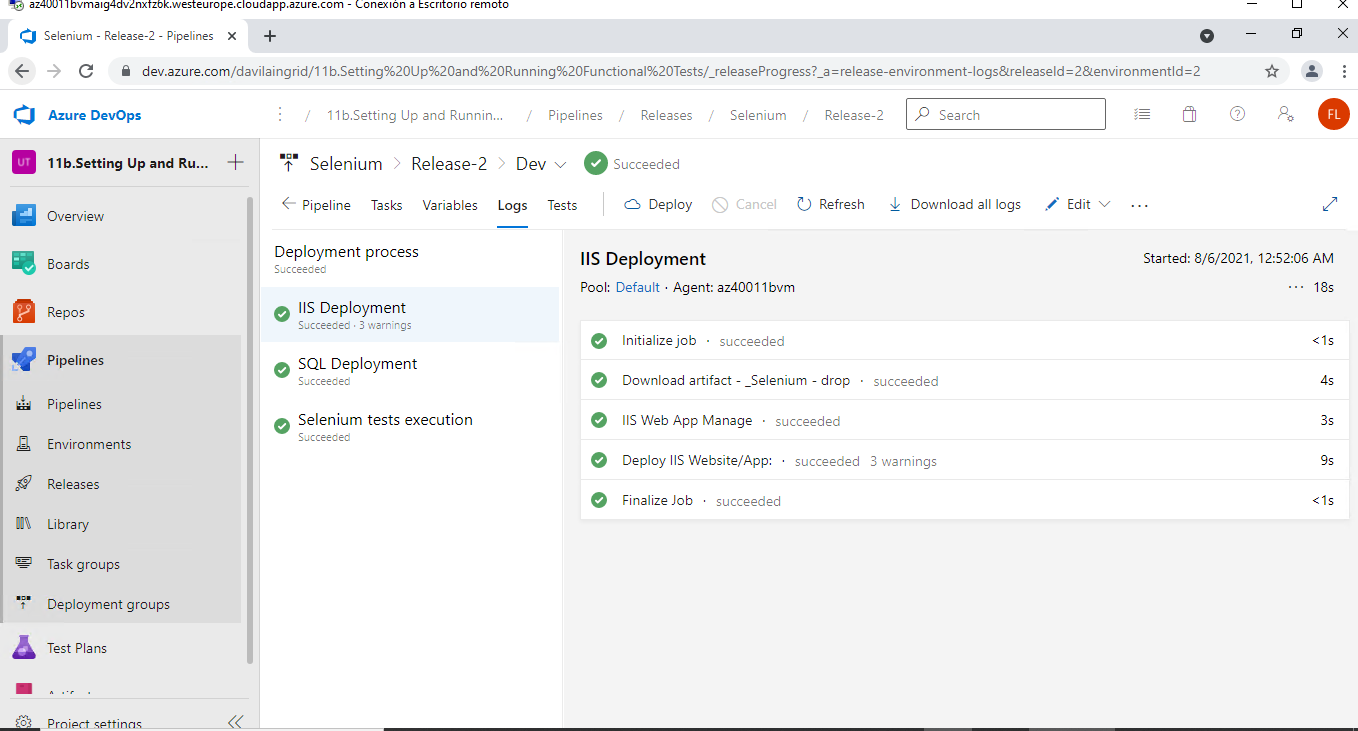 az40011bvmaig4dv2nxfz6k.westeurope.cloudapp.azure.com - Conexión a Escritorio remoto
Selenium - Release-2 - Pipelines
dev.azure.com/davilaingrid/11b.Setting%20Up%20and%20Running%20Functional%20Tests/_releaseProgress?_a=release-environment-logs&releaseId=2&environmentId=2
Azure DevOps
/ 11b.Setting Up and Runnin... / Pipelines / Releases / Selenium / Release-2
Search
FL
UT 11b.Setting Up and Ru...
Overview
Boards
Repos
Pipelines
Pipelines
Environments
Releases
Library
Task groups
Deployment groups
Test Plans
Project settings
Selenium > Release-2 > Dev Succeeded
Pipeline Tasks Variables Logs Tests Deploy Cancel Refresh Download all logs Edit ...
Deployment process
Succeeded
IIS Deployment
Succeeded · 3 warnings
SQL Deployment
Succeeded
Selenium tests execution
Succeeded
IIS Deployment Started: 8/6/2021, 12:52:06 AM
Pool: Default · Agent: az40011bvm ... 18s
Initialize job · succeeded <1s
Download artifact - _Selenium - drop · succeeded 4s
IIS Web App Manage · succeeded 3s
Deploy IIS Website/App: · succeeded 3 warnings 9s
Finalize Job · succeeded <1s